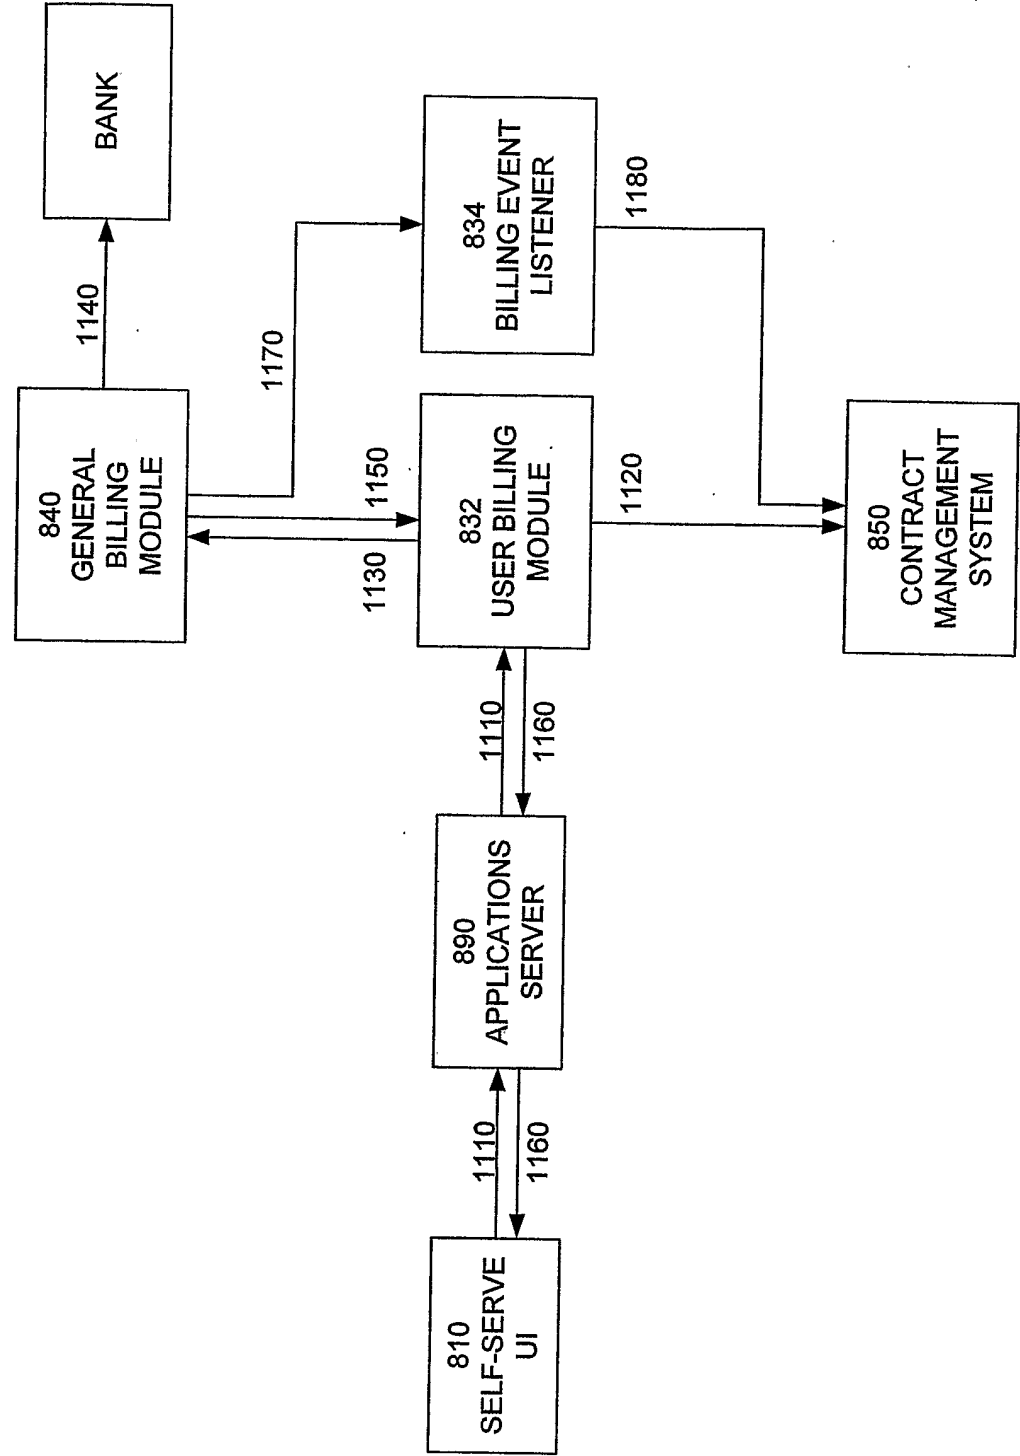 BANK
1140
840
GENERAL
BILLING
MODULE
1170
834
BILLING EVENT
LISTENER
1180
1150
1130
832
USER BILLING
MODULE
1120
850
CONTRACT
MANAGEMENT
SYSTEM
1110
1160
890
APPLICATIONS
SERVER
1110
1160
810
SELF-SERVE
UI